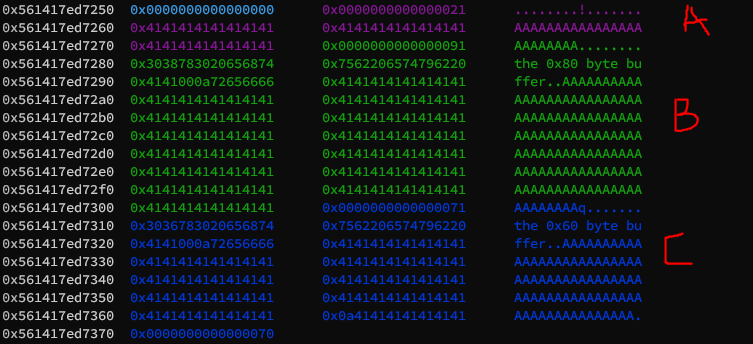 0x561417ed7250 0x0000000000000000 0x0000000000000021 ........!.......
0x561417ed7260 0x4141414141414141 0x4141414141414141 AAAAAAAAAAAAAAAA A
0x561417ed7270 0x4141414141414141 0x0000000000000091 AAAAAAAA........
0x561417ed7280 0x3038783020656874 0x7562206574796220 the 0x80 byte bu
0x561417ed7290 0x4141000a72656666 0x4141414141414141 ffer..AAAAAAAAAA
0x561417ed72a0 0x4141414141414141 0x4141414141414141 AAAAAAAAAAAAAAAA
0x561417ed72b0 0x4141414141414141 0x4141414141414141 AAAAAAAAAAAAAAAA B
0x561417ed72c0 0x4141414141414141 0x4141414141414141 AAAAAAAAAAAAAAAA
0x561417ed72d0 0x4141414141414141 0x4141414141414141 AAAAAAAAAAAAAAAA
0x561417ed72e0 0x4141414141414141 0x4141414141414141 AAAAAAAAAAAAAAAA
0x561417ed72f0 0x4141414141414141 0x4141414141414141 AAAAAAAAAAAAAAAA
0x561417ed7300 0x4141414141414141 0x0000000000000071 AAAAAAAAq.......
0x561417ed7310 0x3036783020656874 0x7562206574796220 the 0x60 byte bu
0x561417ed7320 0x4141000a72656666 0x4141414141414141 ffer..AAAAAAAAAA C
0x561417ed7330 0x4141414141414141 0x4141414141414141 AAAAAAAAAAAAAAAA
0x561417ed7340 0x4141414141414141 0x4141414141414141 AAAAAAAAAAAAAAAA
0x561417ed7350 0x4141414141414141 0x4141414141414141 AAAAAAAAAAAAAAAA
0x561417ed7360 0x4141414141414141 0x0a41414141414141 AAAAAAAAAAAAAAA.
0x561417ed7370 0x0000000000000070